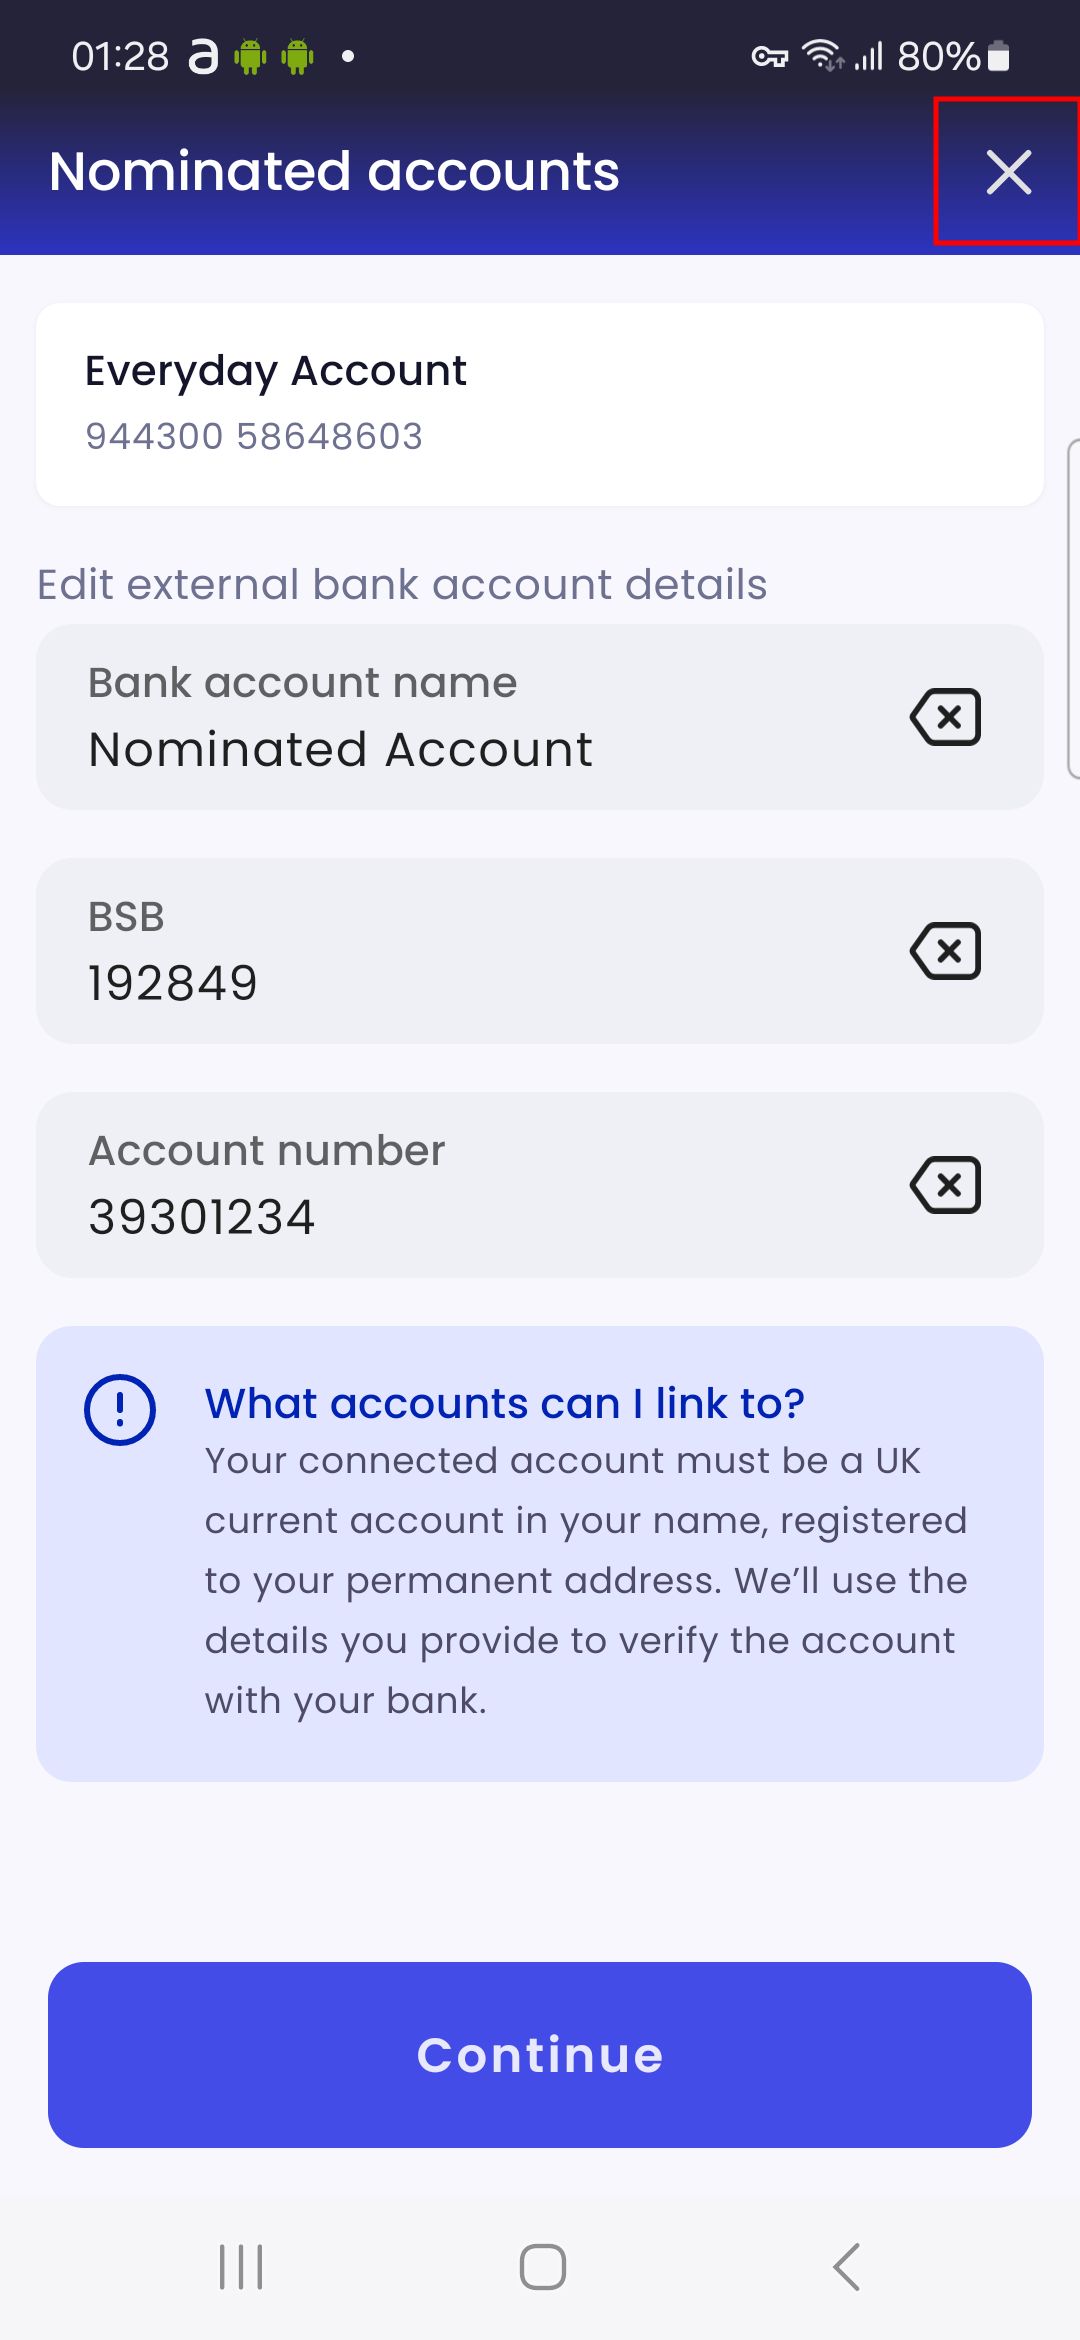 01:28 a 80%
Nominated accounts
Everyday Account
944300 58648603
Edit external bank account details
Bank account name
Nominated Account
BSB
192849
Account number
39301234
What accounts can I link to?
Your connected account must be a UK
current account in your name, registered
to your permanent address. We’ll use the
details you provide to verify the account
with your bank.
Continue